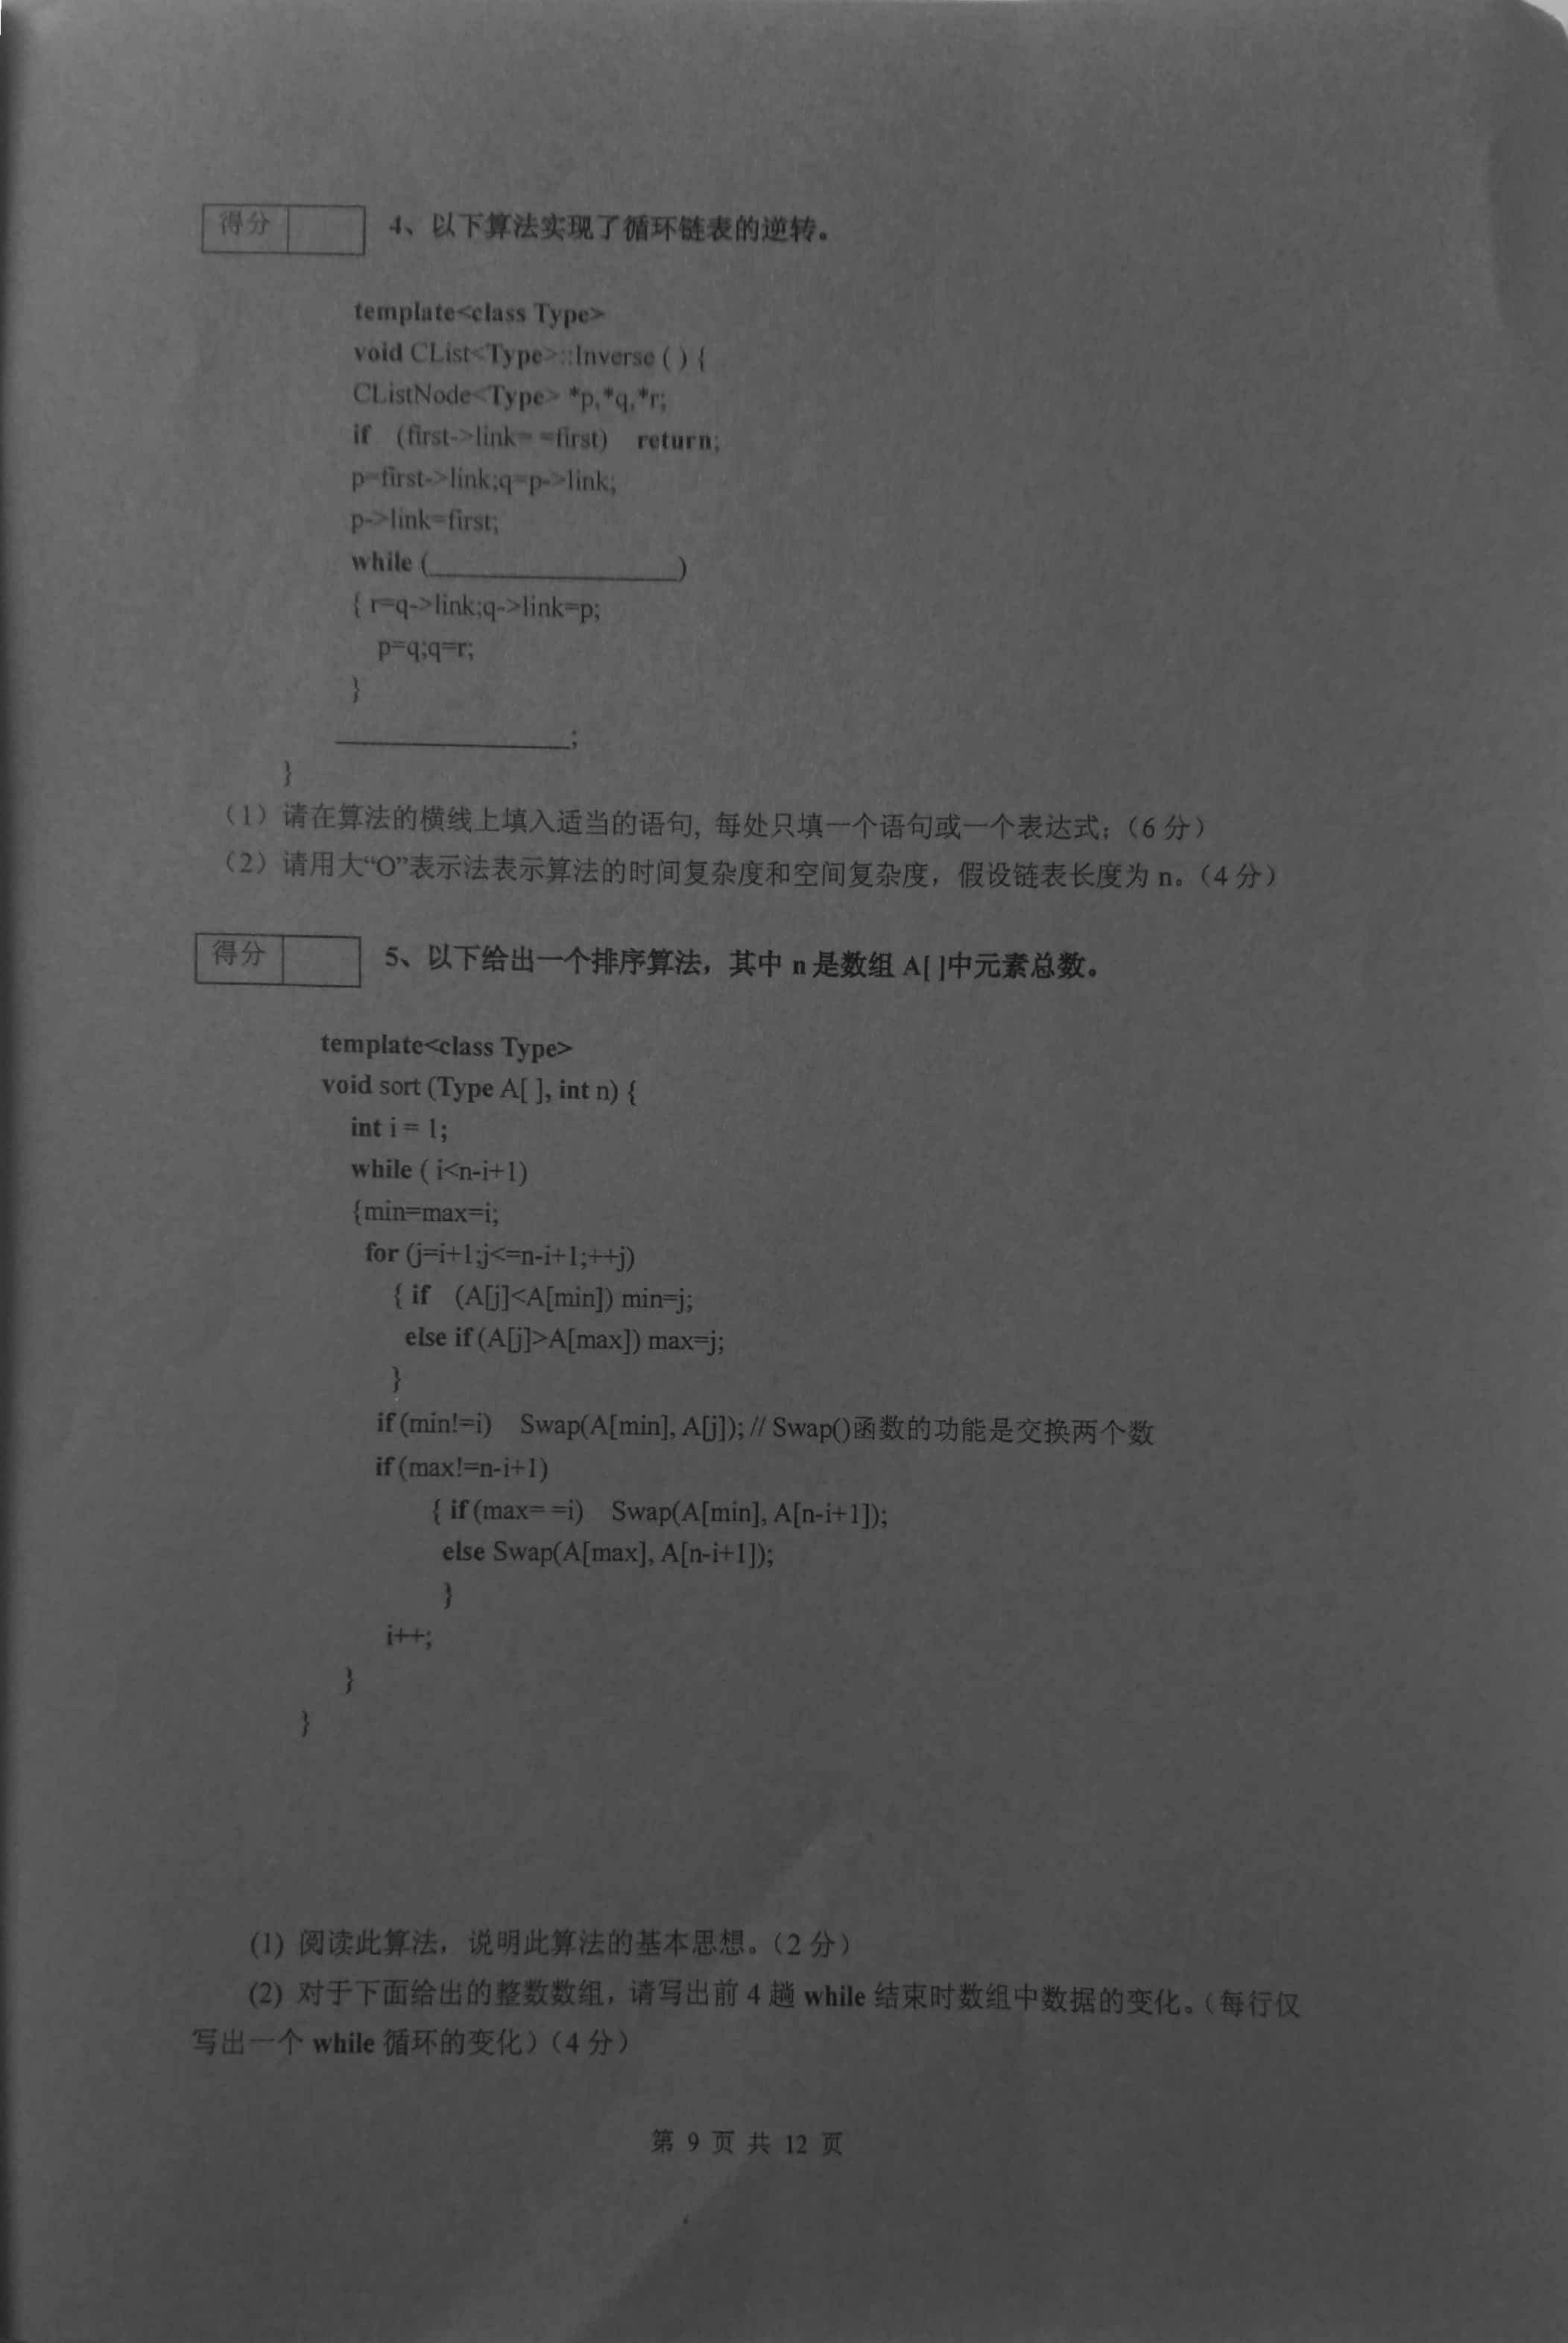 得分
4、以下算法实现了循环链表的逆转。
template<class Type>
void CList<Type>::Inverse ( ) {
CListNode<Type> *p,*q,*r;
if (first->link= =first) return;
p=first->link;q=p->link;
p->link=first;
while (____________________)
{ r=q->link;q->link=p;
p=q;q=r;
}
____________________;
}
（1）请在算法的横线上填入适当的语句, 每处只填一个语句或一个表达式;（6 分）
（2）请用大“O”表示法表示算法的时间复杂度和空间复杂度，假设链表长度为 n。（4 分）
得分
5、以下给出一个排序算法，其中 n 是数组 A[ ]中元素总数。
template<class Type>
void sort (Type A[ ], int n) {
int i = 1;
while ( i<n-i+1)
{min=max=i;
for (j=i+1;j<=n-i+1;++j)
{ if (A[j]<A[min]) min=j;
else if (A[j]>A[max]) max=j;
}
if (min!=i) Swap(A[min], A[j]); // Swap()函数的功能是交换两个数
if (max!=n-i+1)
{ if (max= =i) Swap(A[min], A[n-i+1]);
else Swap(A[max], A[n-i+1]);
}
i++;
}
}
(1) 阅读此算法，说明此算法的基本思想。（2 分）
(2) 对于下面给出的整数数组，请写出前 4 趟 while 结束时数组中数据的变化。（每行仅
写出一个 while 循环的变化）（4 分）
第 9 页 共 12 页